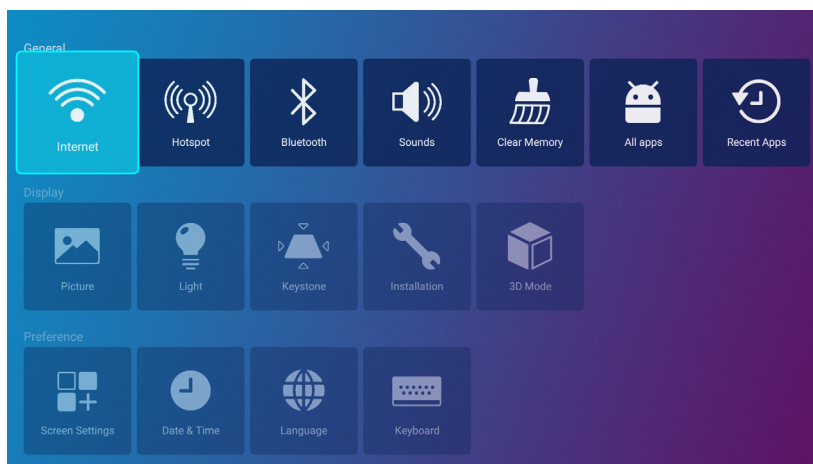 General
Internet
Hotspot
Bluetooth
Sounds
Clear Memory
All apps
Recent Apps
Display
Picture
Light
Keystone
Installation
3D Mode
Preference
Screen Settings
Date & Time
Language
Keyboard